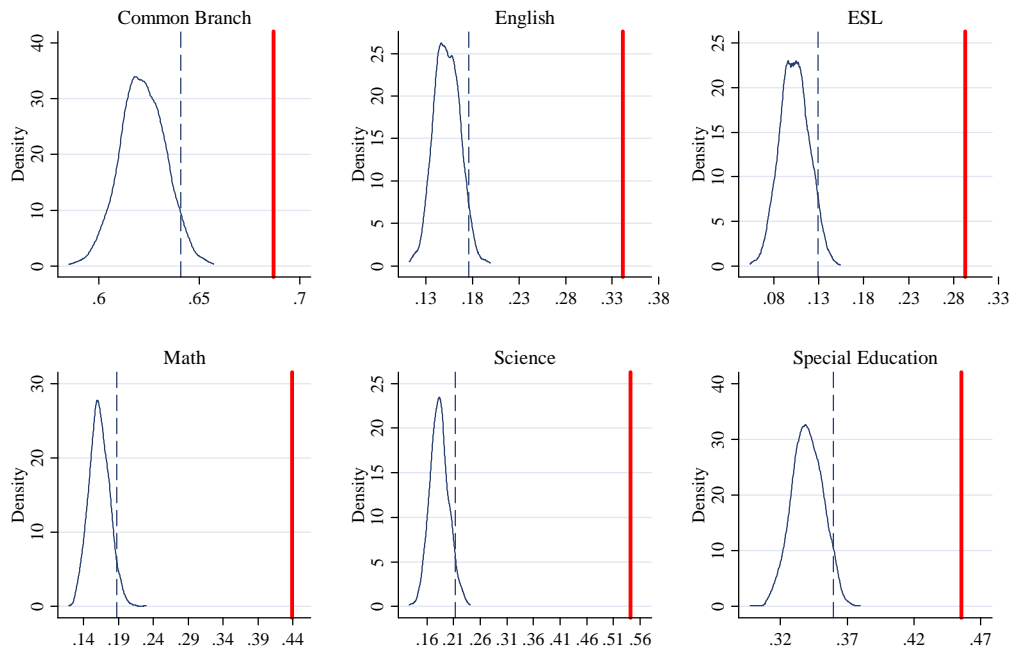 Common Branch
Density
0 10 20 30 40
.6 .65 .7
English
Density
0 5 10 15 20 25
.13 .18 .23 .28 .33 .38
ESL
Density
0 5 10 15 20 25
.08 .13 .18 .23 .28 .33
Math
Density
0 10 20 30
.14 .19 .24 .29 .34 .39 .44
Science
Density
0 5 10 15 20 25
.16 .21 .26 .31 .36 .41 .46 .51 .56
Special Education
Density
0 10 20 30 40
.32 .37 .42 .47